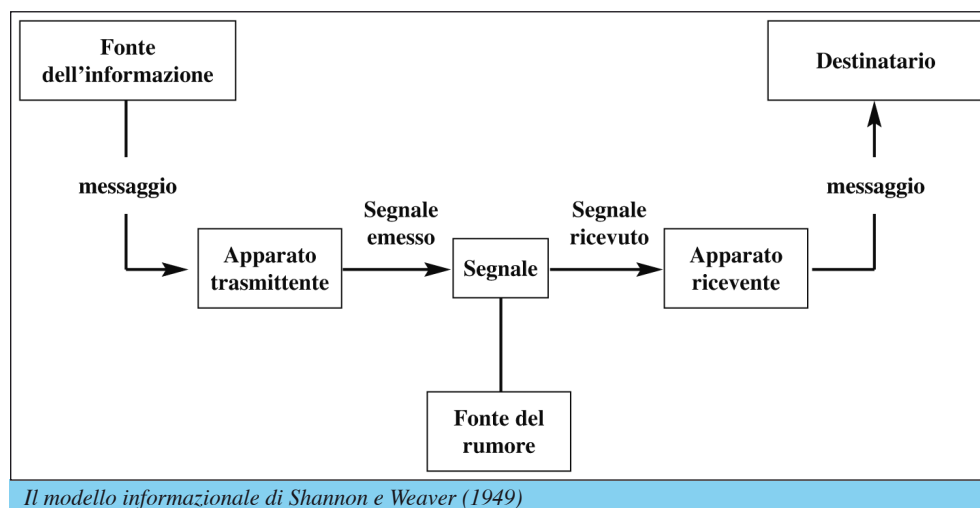 Fonte
dell'informazione
Destinatario
messaggio
messaggio
Segnale
emesso
Segnale
ricevuto
Apparato
trasmittente
Segnale
Apparato
ricevente
Fonte del
rumore
Il modello informazionale di Shannon e Weaver (1949)